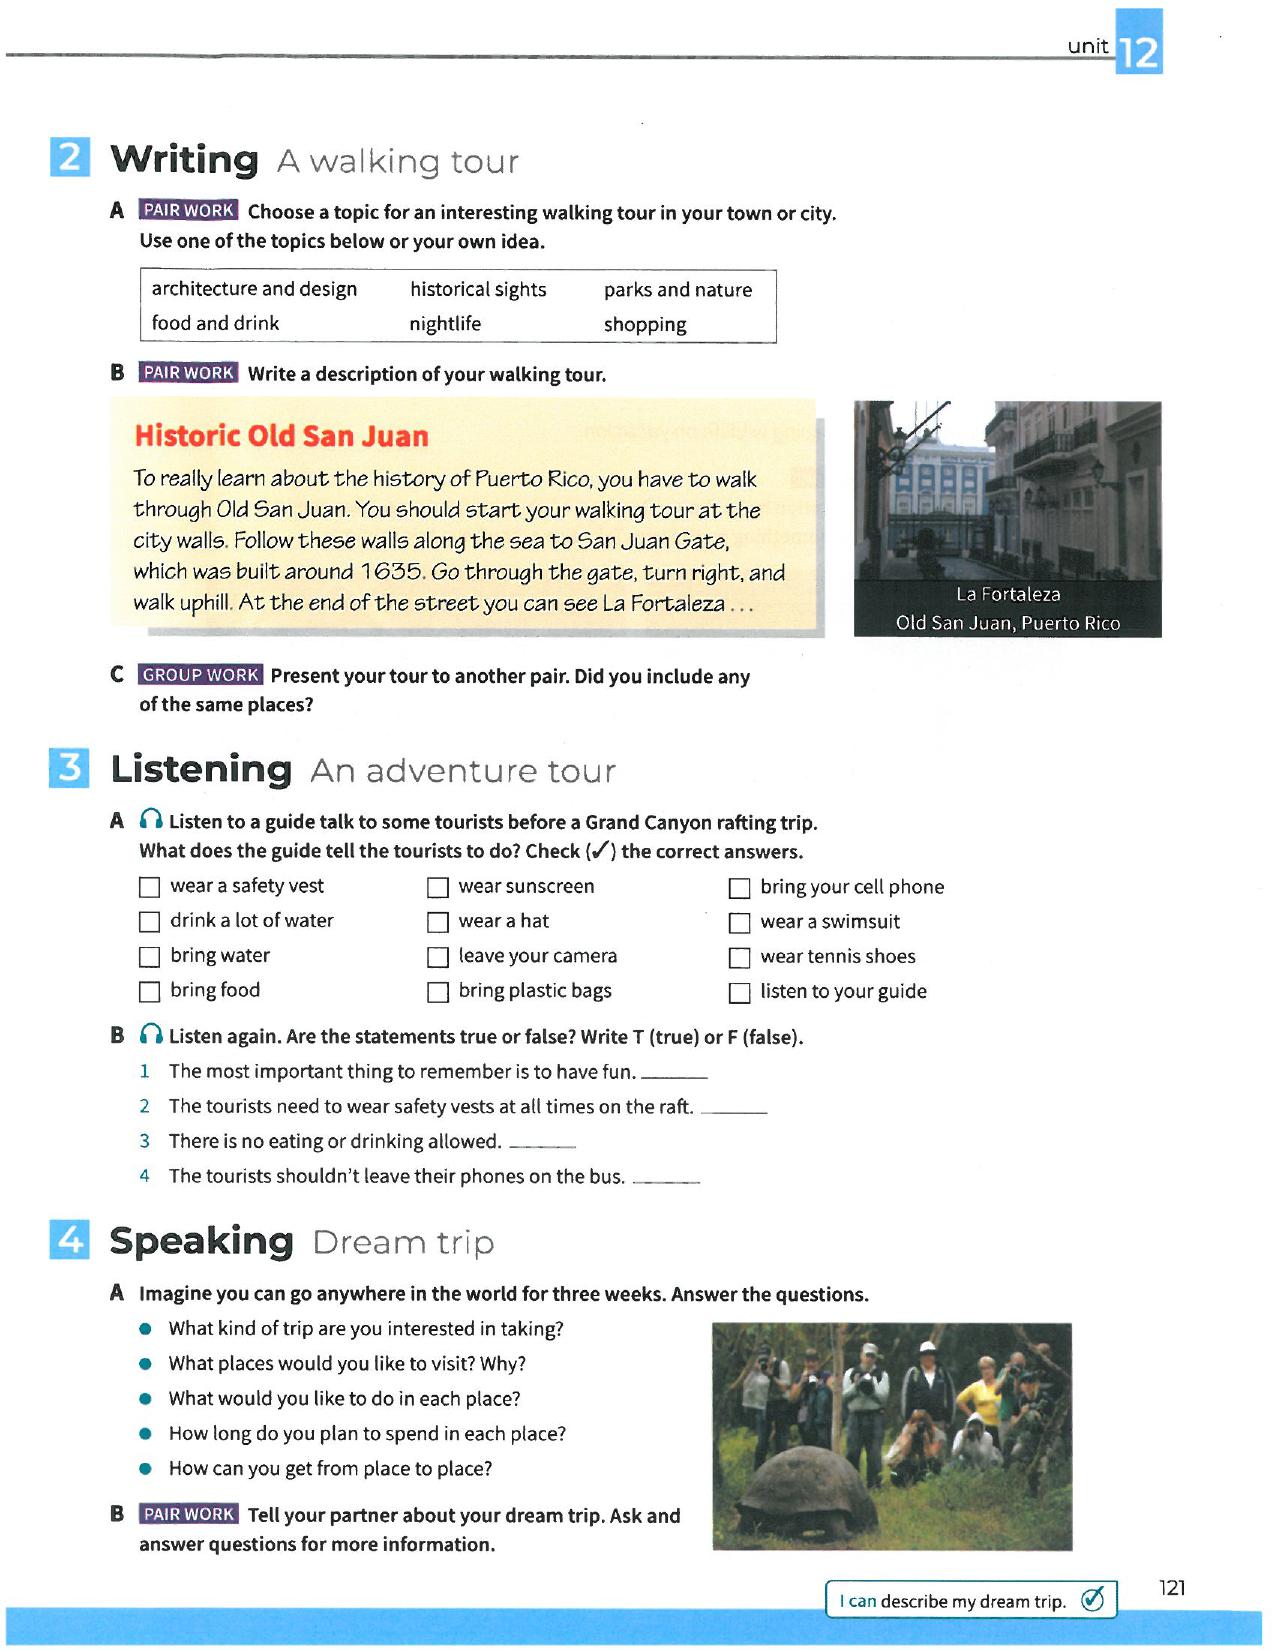 unit 12
2 Writing A walking tour
A PAIR WORK Choose a topic for an interesting walking tour in your town or city.
Use one of the topics below or your own idea.
architecture and design historical sights parks and nature
food and drink nightlife shopping
B PAIR WORK Write a description of your walking tour.
Historic Old San Juan
To really learn about the history of Puerto Rico, you have to walk
through Old San Juan. You should start your walking tour at the
city walls. Follow these walls along the sea to San Juan Gate,
which was built around 1635. Go through the gate, turn right, and
walk uphill. At the end of the street you can see La Fortaleza ...
La Fortaleza
Old San Juan, Puerto Rico
C GROUP WORK Present your tour to another pair. Did you include any
of the same places?
3 Listening An adventure tour
A Listen to a guide talk to some tourists before a Grand Canyon rafting trip.
What does the guide tell the tourists to do? Check (✓) the correct answers.
wear a safety vest wear sunscreen bring your cell phone
drink a lot of water wear a hat wear a swimsuit
bring water leave your camera wear tennis shoes
bring food bring plastic bags listen to your guide
B Listen again. Are the statements true or false? Write T (true) or F (false).
1 The most important thing to remember is to have fun. ______
2 The tourists need to wear safety vests at all times on the raft. ______
3 There is no eating or drinking allowed. ______
4 The tourists shouldn't leave their phones on the bus. ______
4 Speaking Dream trip
A Imagine you can go anywhere in the world for three weeks. Answer the questions.
● What kind of trip are you interested in taking?
● What places would you like to visit? Why?
● What would you like to do in each place?
● How long do you plan to spend in each place?
● How can you get from place to place?
B PAIR WORK Tell your partner about your dream trip. Ask and
answer questions for more information.
I can describe my dream trip.
121